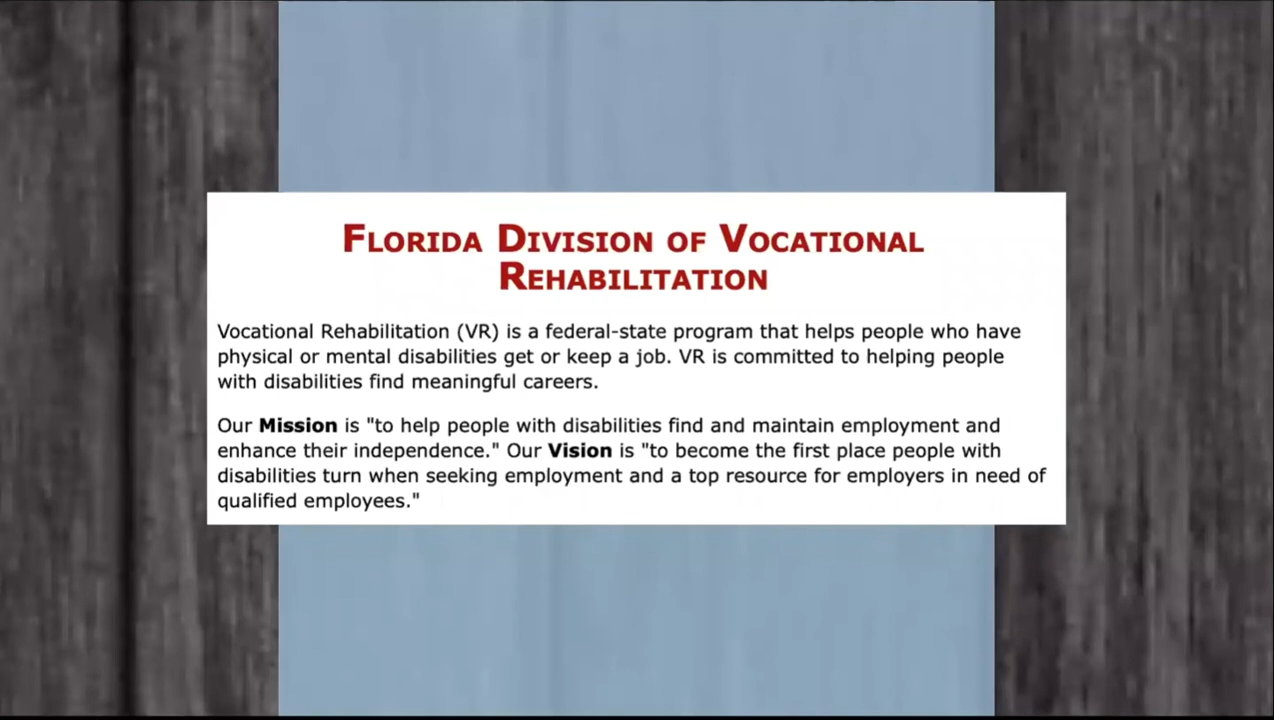 FLORIDA DIVISION OF VOCATIONAL
REHABILITATION
Vocational Rehabilitation (VR) is a federal-state program that helps people who have
physical or mental disabilities get or keep a job. VR is committed to helping people
with disabilities find meaningful careers.
Our Mission is "to help people with disabilities find and maintain employment and
enhance their independence." Our Vision is "to become the first place people with
disabilities turn when seeking employment and a top resource for employers in need of
qualified employees."